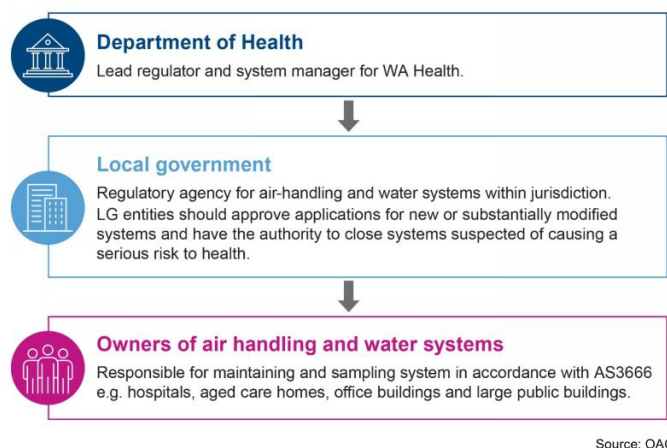 Department of Health
Lead regulator and system manager for WA Health.
Local government
Regulatory agency for air-handling and water systems within jurisdiction.
LG entities should approve applications for new or substantially modified
systems and have the authority to close systems suspected of causing a
serious risk to health.
Owners of air handling and water systems
Responsible for maintaining and sampling system in accordance with AS3666
e.g. hospitals, aged care homes, office buildings and large public buildings.
Source: OAG